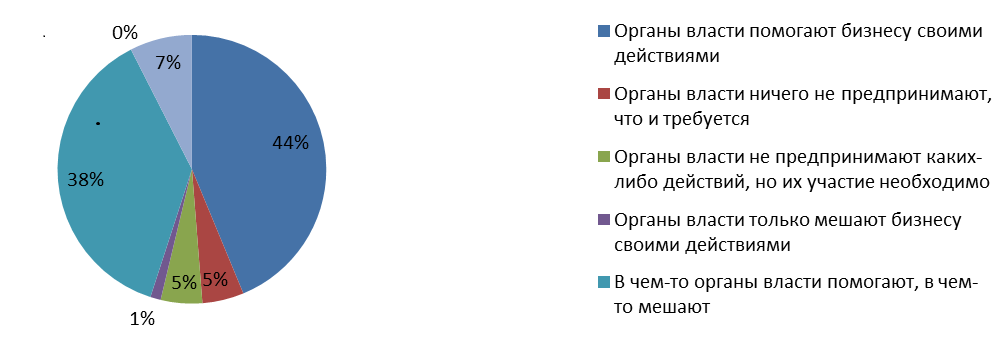 0%
7%
44%
38%
5%
5%
1%
Органы власти помогают бизнесу своими
действиями
Органы власти ничего не предпринимают,
что и требуется
Органы власти не предпринимают каких-
либо действий, но их участие необходимо
Органы власти только мешают бизнесу
своими действиями
В чем-то органы власти помогают, в чем-
то мешают